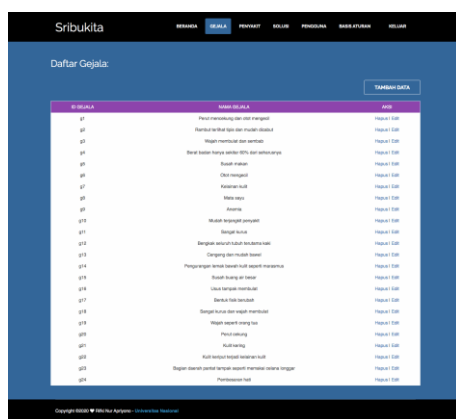 Sribukita
BERANDA GEJALA PENYAKIT SOLUSI PENGGUNA BASIS ATURAN KELUAR
Daftar Gejala:
TAMBAH DATA
ID GEJALA NAMA GEJALA AKSI
g1 Perut mencekung dan otot mengecil Hapus | Edit
g2 Rambut terlihat tipis dan mudah dicabut Hapus | Edit
g3 Wajah membulat dan sembab Hapus | Edit
g4 Berat badan hanya sekitar 60% dari seharusnya Hapus | Edit
g5 Susah makan Hapus | Edit
g6 Otot mengecil Hapus | Edit
g7 Kelainan kulit Hapus | Edit
g8 Mata sayu Hapus | Edit
g9 Anemia Hapus | Edit
g10 Mudah terjangkit penyakit Hapus | Edit
g11 Sangat kurus Hapus | Edit
g12 Bengkak seluruh tubuh terutama kaki Hapus | Edit
g13 Cengeng dan mudah bawel Hapus | Edit
g14 Pengurangan lemak bawah kulit seperti marasmus Hapus | Edit
g15 Susah buang air besar Hapus | Edit
g16 Usus tampak membulat Hapus | Edit
g17 Bentuk fisik berubah Hapus | Edit
g18 Sangat kurus dan wajah membulat Hapus | Edit
g19 Wajah seperti orang tua Hapus | Edit
g20 Perut cekung Hapus | Edit
g21 Kulit kering Hapus | Edit
g22 Kulit keriput terjadi kelainan kulit Hapus | Edit
g23 Bagian daerah pantat tampak seperti memakai celana longgar Hapus | Edit
g24 Pembesaran hati Hapus | Edit
Copyright ©2020 Nur Apriyana - Universitas Nasional